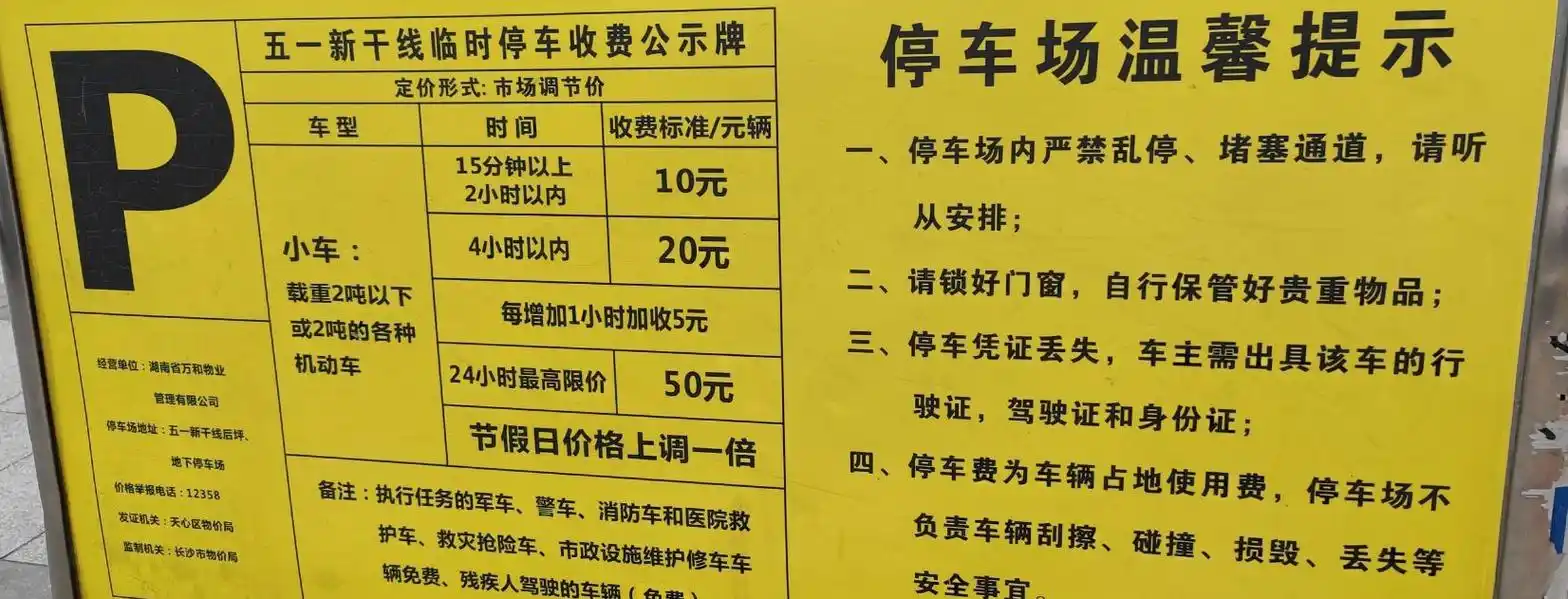 P
五一新干线临时停车收费公示牌
定价形式: 市场调节价
车型 时间 收费标准/元辆
小车：
载重2吨以下
或2吨的各种
机动车
15分钟以上
2小时以内
10元
4小时以内 20元
每增加1小时加收5元
24小时最高限价 50元
节假日价格上调一倍
备注：执行任务的军车、警车、消防车和医院救
护车、救灾抢险车、市政设施维护修车车
辆免费、残疾人驾驶的车辆（免费）
经营单位：湖南省万和物业
管理有限公司
停车场地址：五一新干线后坪、
地下停车场
价格举报电话：12358
发证机关：天心区物价局
监制机关：长沙市物价局
停车场温馨提示
一、停车场内严禁乱停、堵塞通道，请听
从安排；
二、请锁好门窗，自行保管好贵重物品；
三、停车凭证丢失，车主需出具该车的行
驶证，驾驶证和身份证；
四、停车费为车辆占地使用费，停车场不
负责车辆刮擦、碰撞、损毁、丢失等
安全事宜。